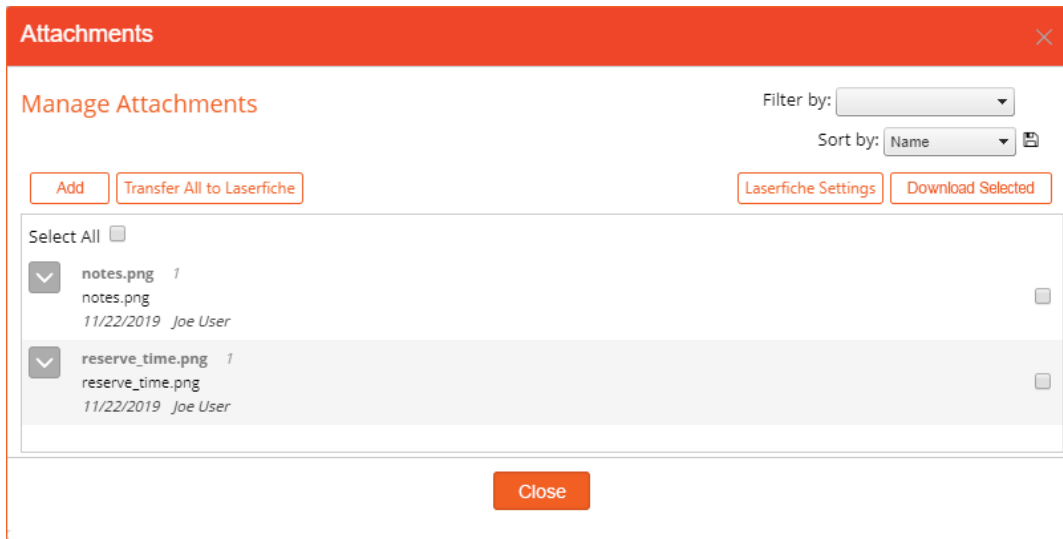 Attachments
Manage Attachments
Filter by:
Sort by: Name
Add Transfer All to Laserfiche Laserfiche Settings Download Selected
Select All
notes.png 1
notes.png
11/22/2019 Joe User
reserve_time.png 1
reserve_time.png
11/22/2019 Joe User
Close